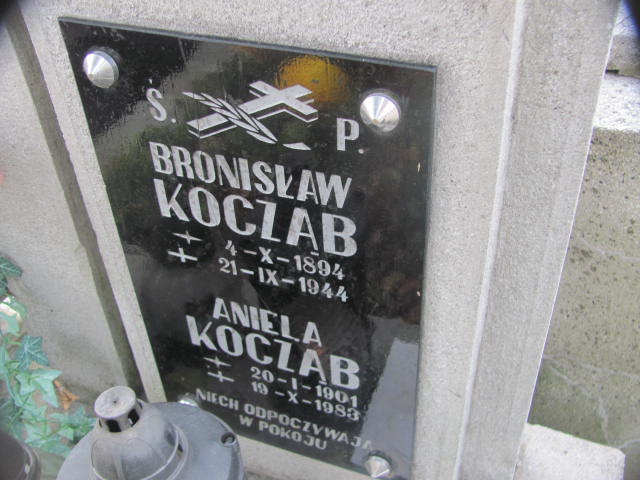 Ś. P.
BRONISŁAW
KOCZĄB
4-X-1894
21-IX-1944
ANIELA
KOCZĄB
20-I-1901
19-X-1983
NIECH ODPOCZYWAJĄ
W POKOJU